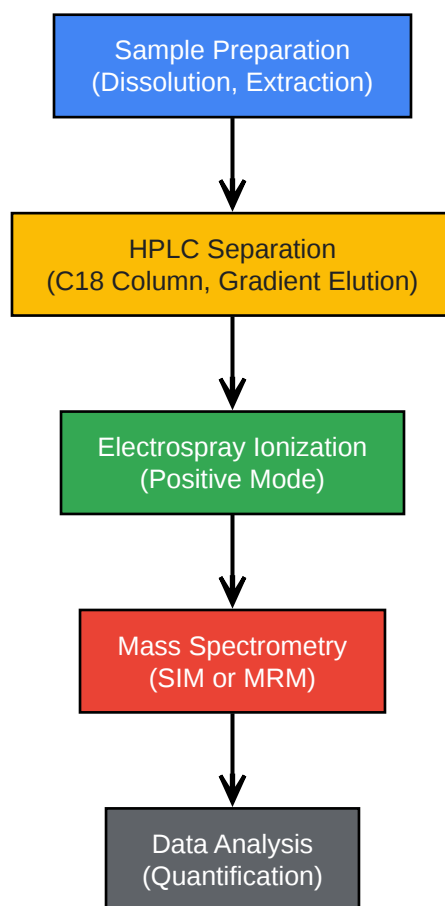 Sample Preparation
(Dissolution, Extraction)
HPLC Separation
(C18 Column, Gradient Elution)
Electrospray Ionization
(Positive Mode)
Mass Spectrometry
(SIM or MRM)
Data Analysis
(Quantification)